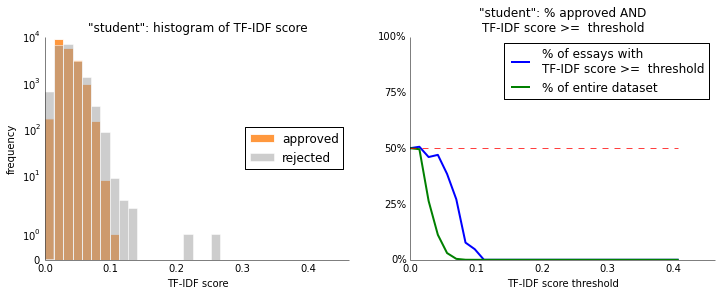 "student": histogram of TF-IDF score
10^4
10^3
10^2
10^1
10^0
0
frequency
approved
rejected
0.0 0.1 0.2 0.3 0.4
TF-IDF score
"student": % approved AND
TF-IDF score >=  threshold
100%
75%
50%
25%
0%
% of essays with
TF-IDF score >=  threshold
% of entire dataset
0.0 0.1 0.2 0.3 0.4
TF-IDF score threshold